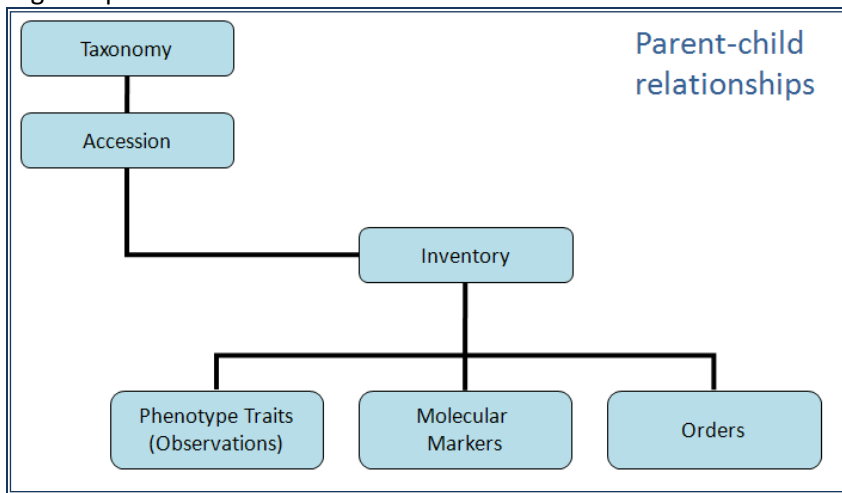 Taxonomy
Parent-child
relationships
Accession
Inventory
Phenotype Traits
(Observations)
Molecular
Markers
Orders